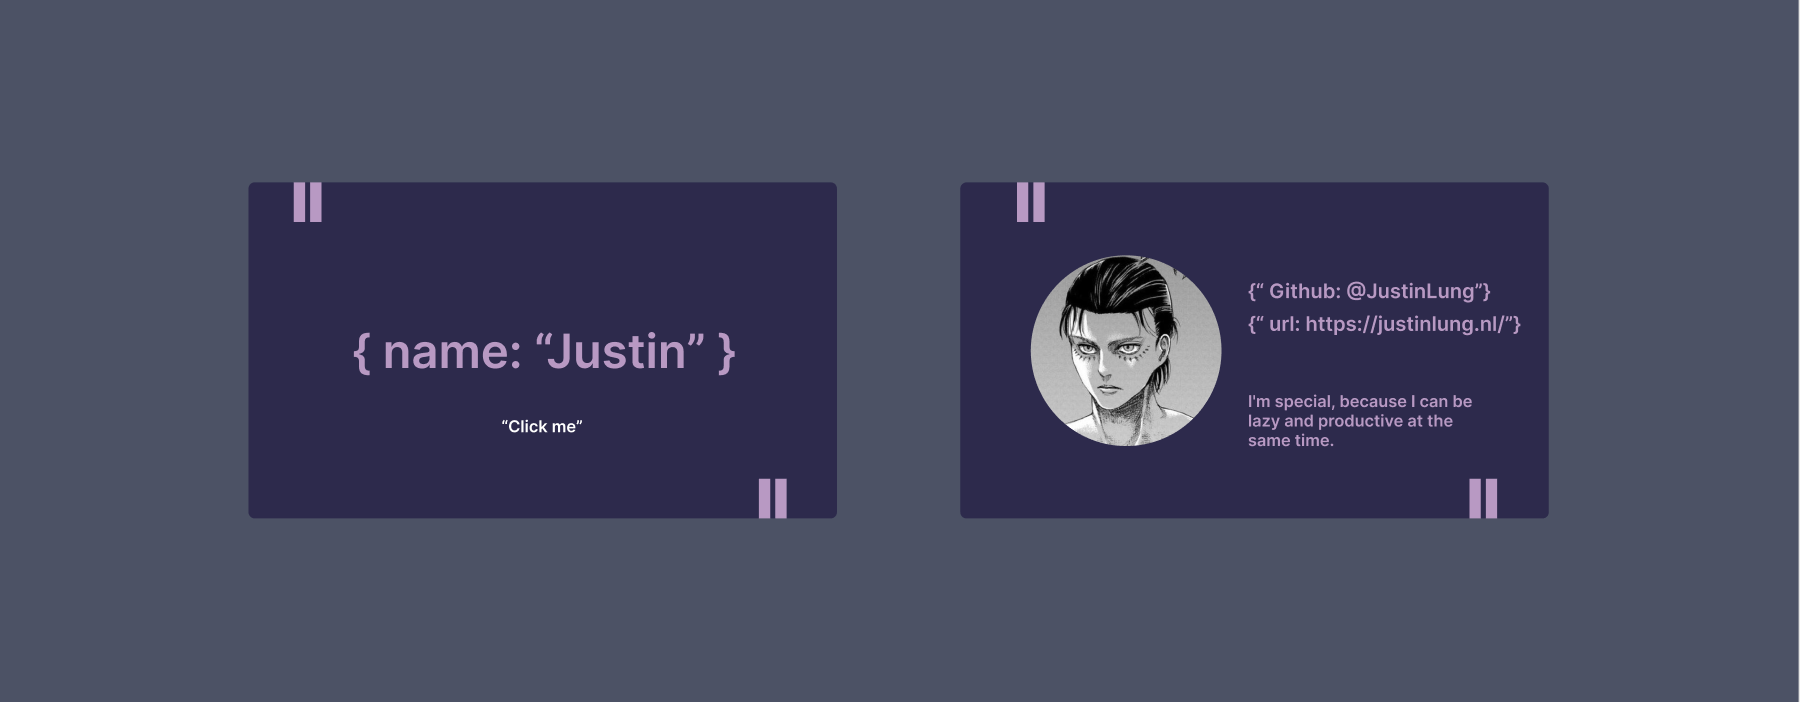 { name: “Justin” }
“Click me”
{“ Github: @JustinLung”}
{“ url: https://justinlung.nl/”}
I'm special, because I can be
lazy and productive at the
same time.